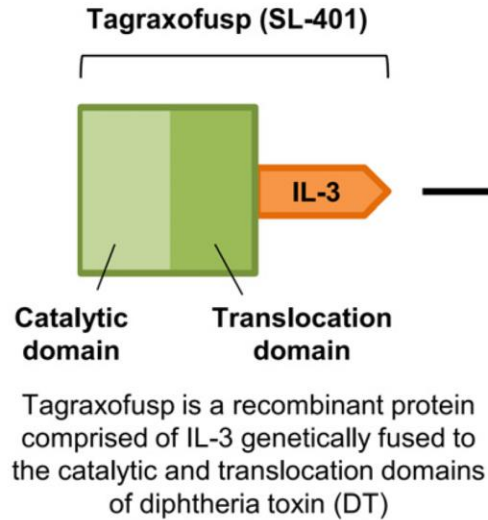 Tagraxofusp (SL-401)
IL-3
Catalytic
domain
Translocation
domain
Tagraxofusp is a recombinant protein
comprised of IL-3 genetically fused to
the catalytic and translocation domains
of diphtheria toxin (DT)